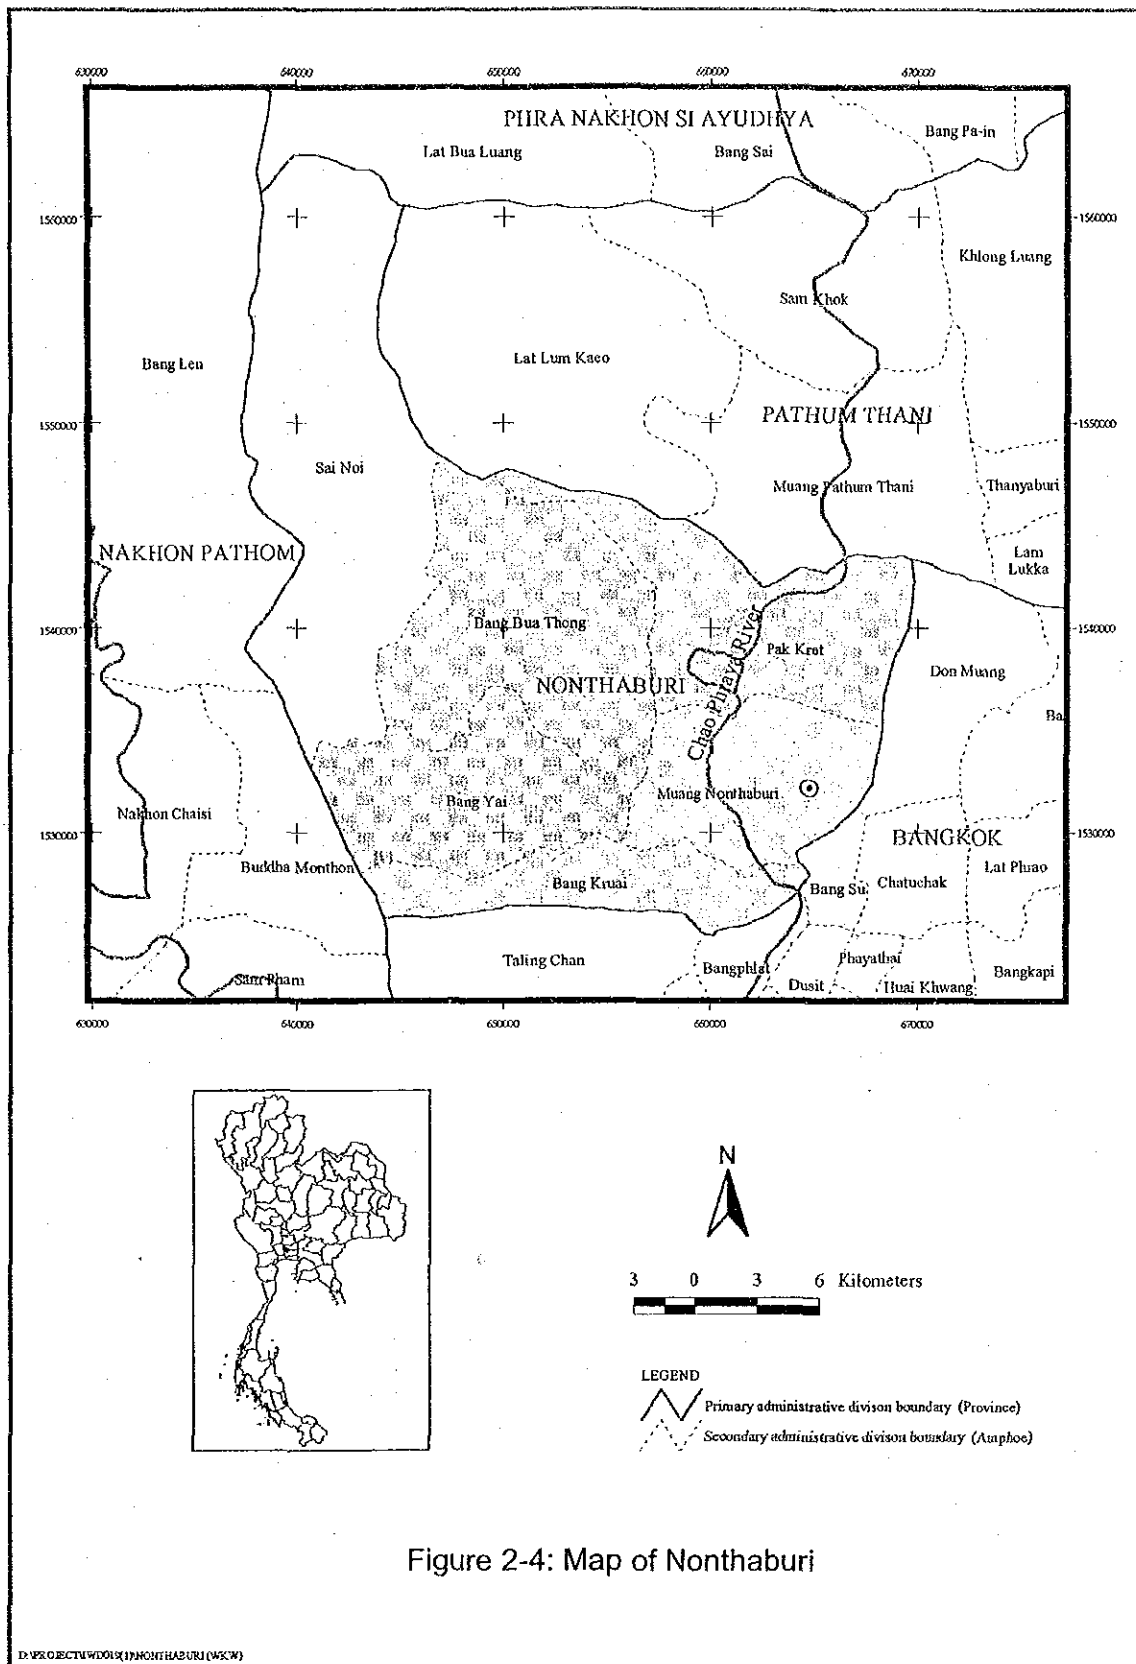 630000 640000 650000 660000 670000
PHRA NAKHON SI AYUDHYA
Bang Pa-in
Lat Bua Luang
Bang Sai
1560000
1560000
Khlong Luang
Sam Khok
Bang Len
Lat Lum Kaeo
PATHUM THANI
1550000
1550000
Sai Noi
Muang Pathum Thani
Thanyaburi
NAKHON PATHOM
Lam
Lukka
1540000
Bang Bua Thong
1540000
Pak Kret
Don Muang
NONTHABURI
Chao Phraya River
Ba
Bang Yai
Muang Nonthaburi
Nakhon Chaisi
1530000
1530000
BANGKOK
Buddha Monthon
Lat Phrao
Bang Kruai
Bang Su
Chatuchak
Taling Chan
Bangphlat
Phayathai
Bangkapi
Sam Pham
Dusit
Huai Khwang
630000 640000 650000 660000 670000
N
3 0 3 6 Kilometers
LEGEND
Primary administrative divison boundary (Province)
Secondary administrative divison boundary (Amphoe)
Figure 2-4: Map of Nonthaburi